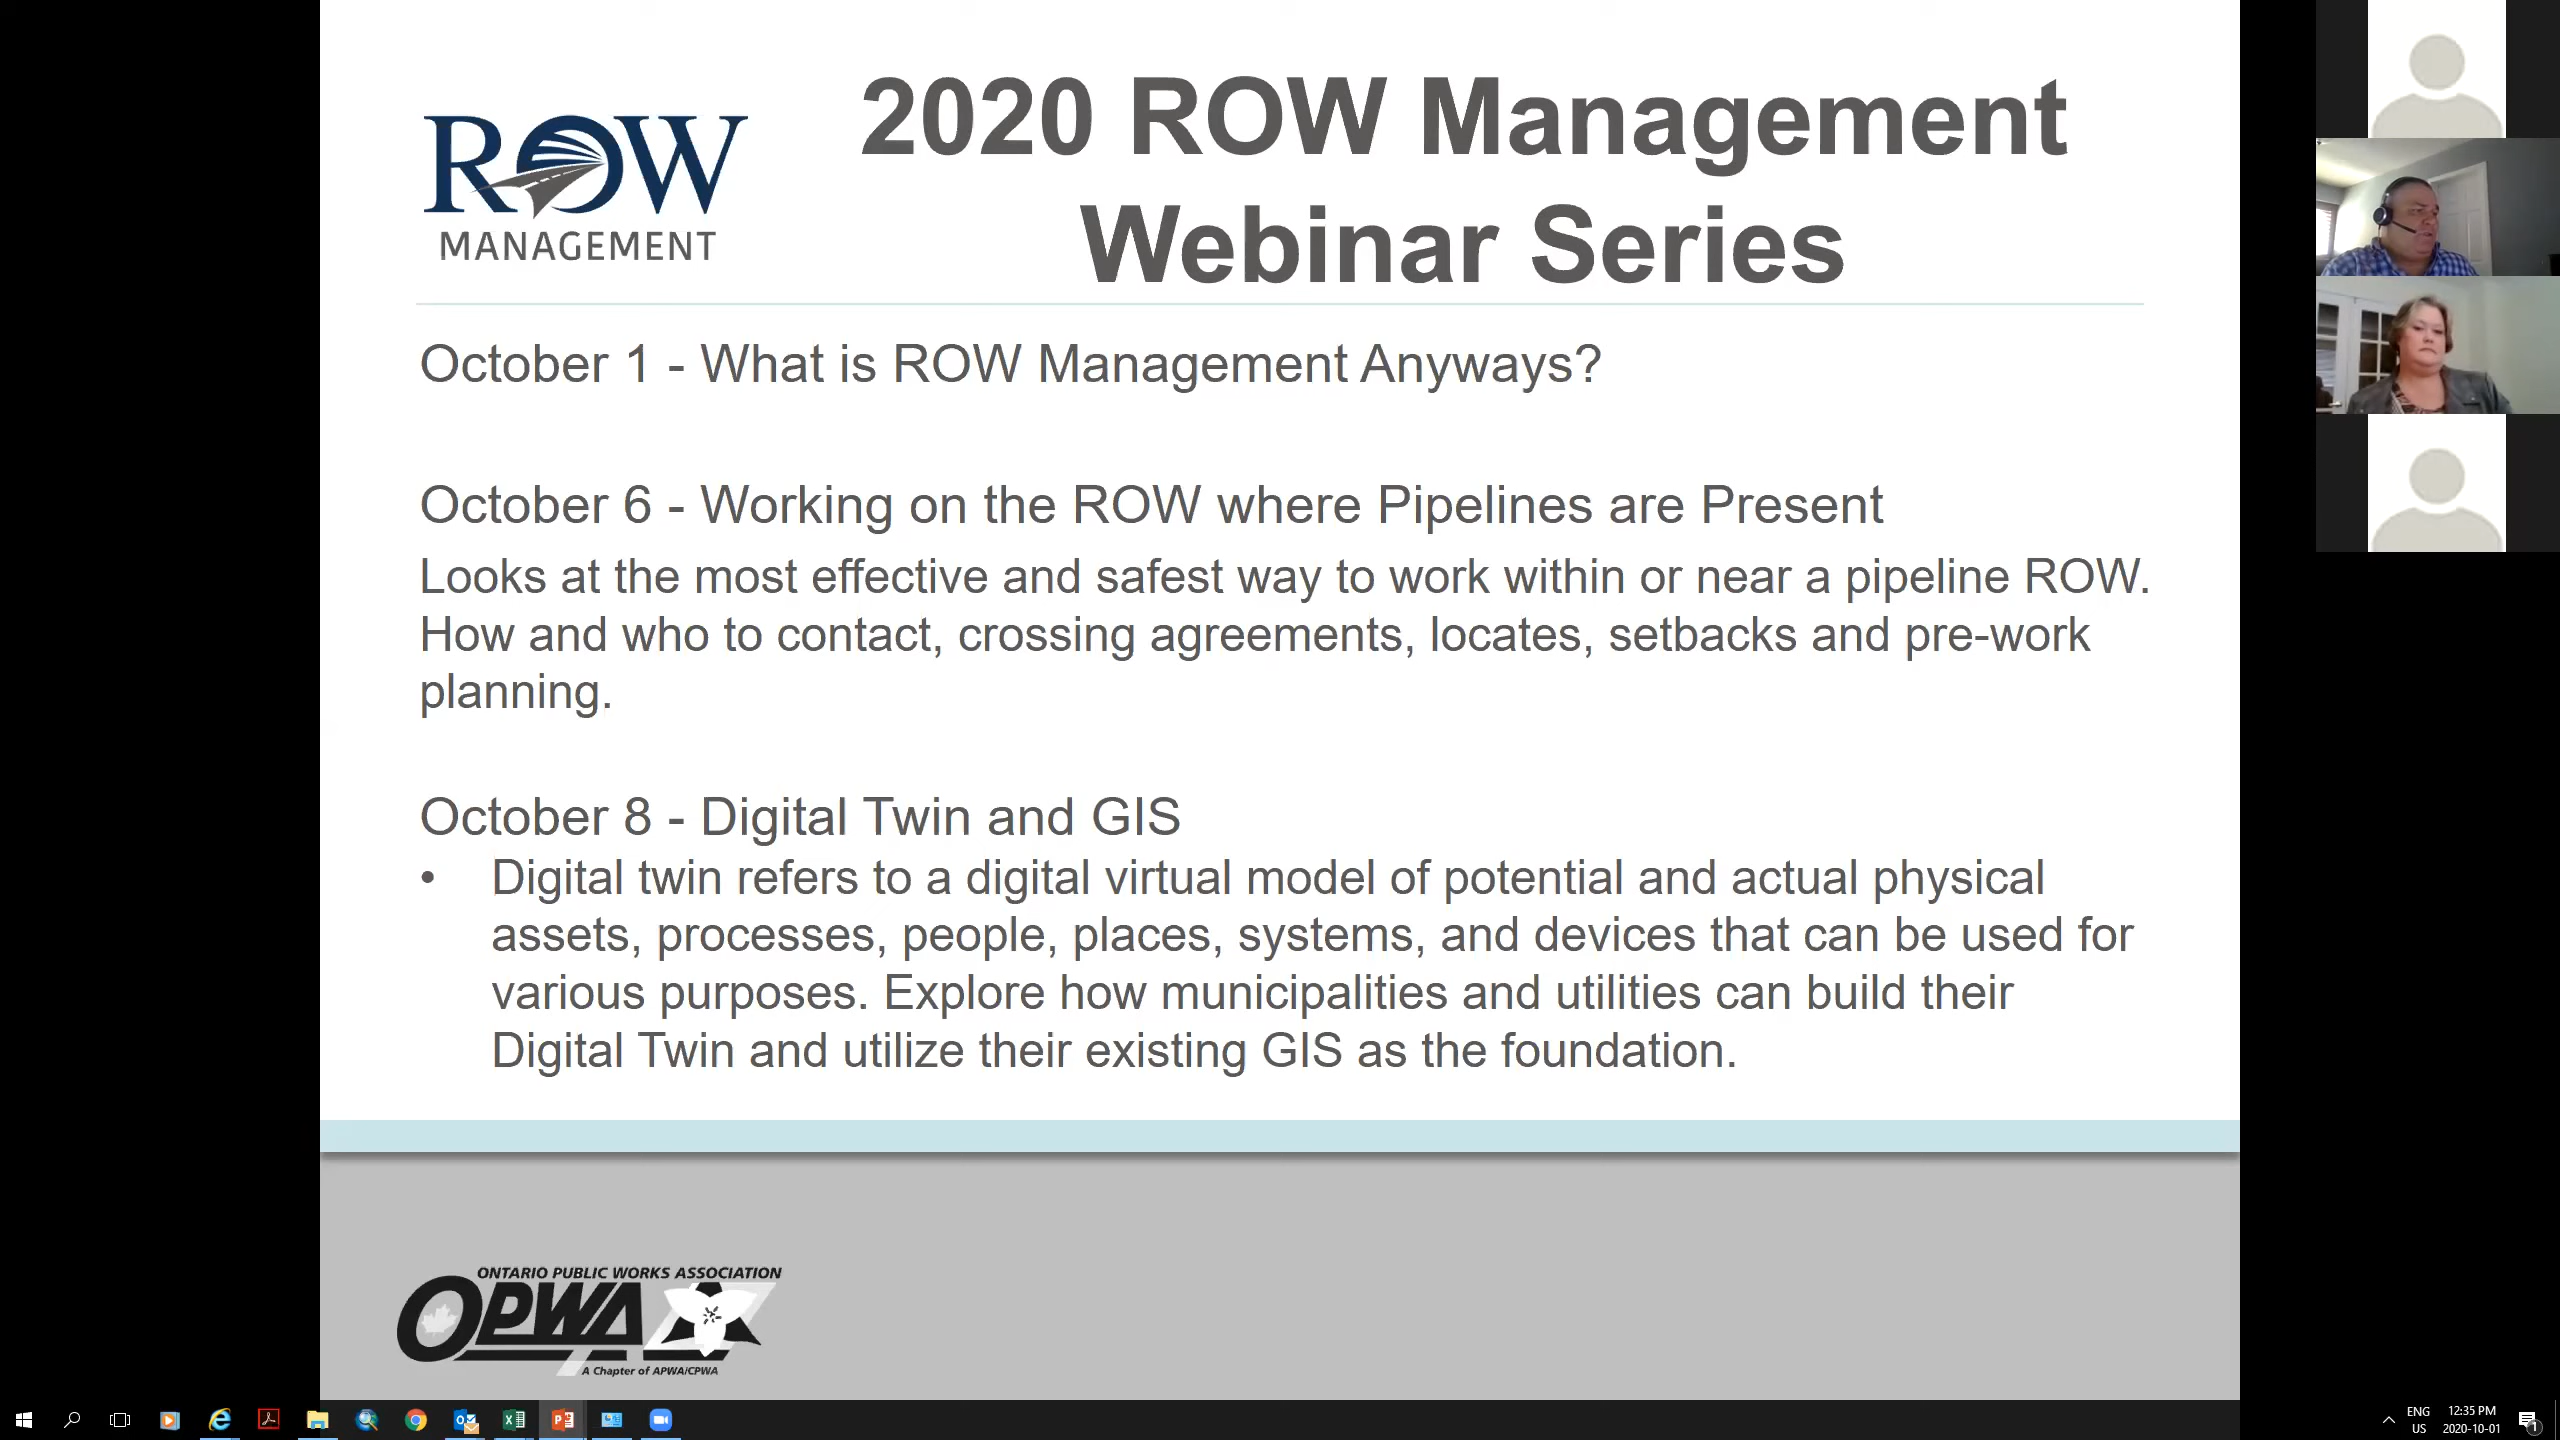 ROW
MANAGEMENT
2020 ROW Management
Webinar Series
October 1 - What is ROW Management Anyways?
October 6 - Working on the ROW where Pipelines are Present
Looks at the most effective and safest way to work within or near a pipeline ROW.
How and who to contact, crossing agreements, locates, setbacks and pre-work
planning.
October 8 - Digital Twin and GIS
• Digital twin refers to a digital virtual model of potential and actual physical
assets, processes, people, places, systems, and devices that can be used for
various purposes. Explore how municipalities and utilities can build their
Digital Twin and utilize their existing GIS as the foundation.
ONTARIO PUBLIC WORKS ASSOCIATION
OPWA
A Chapter of APWA/CPWA
ENG
US
12:35 PM
2020-10-01
1